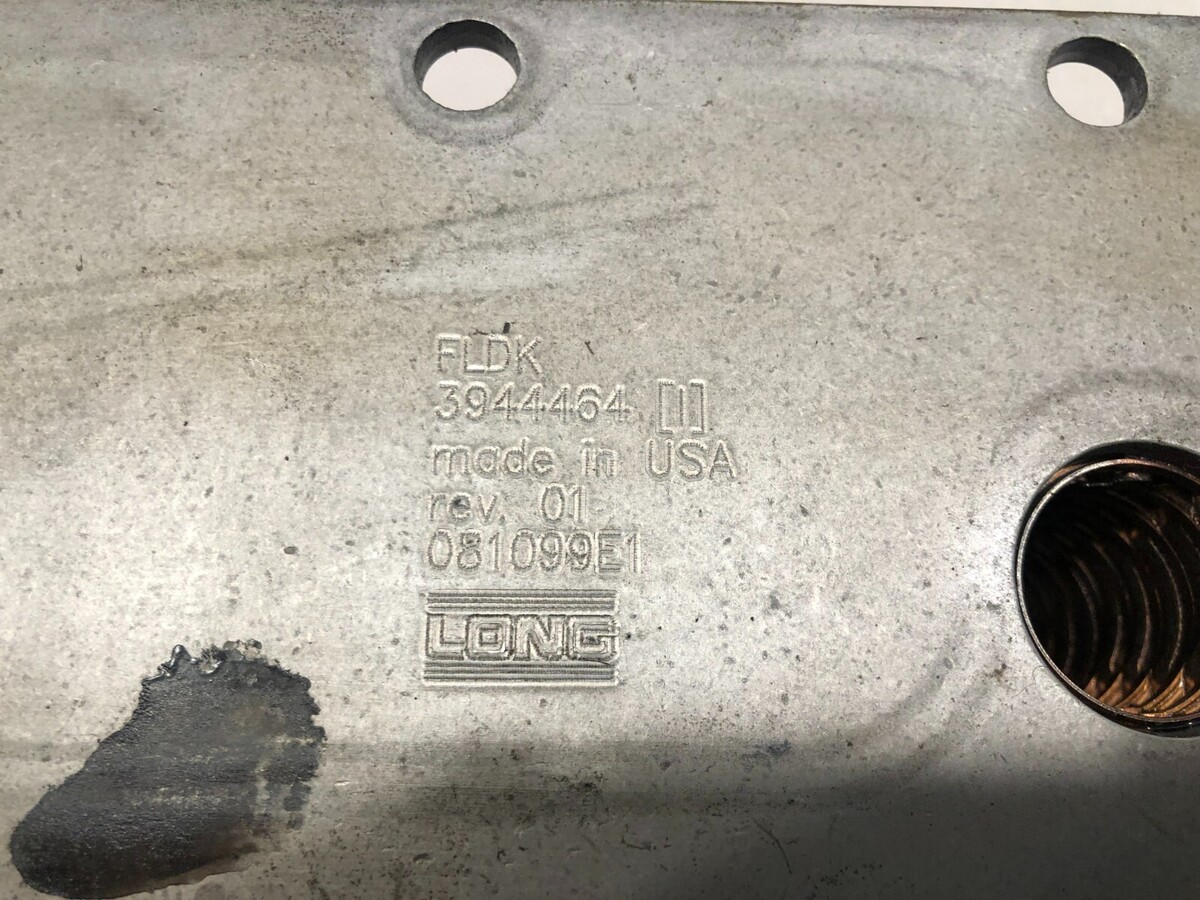 FLDK
3944464 [|]
made in USA
rev. 01
081099E1
LONG